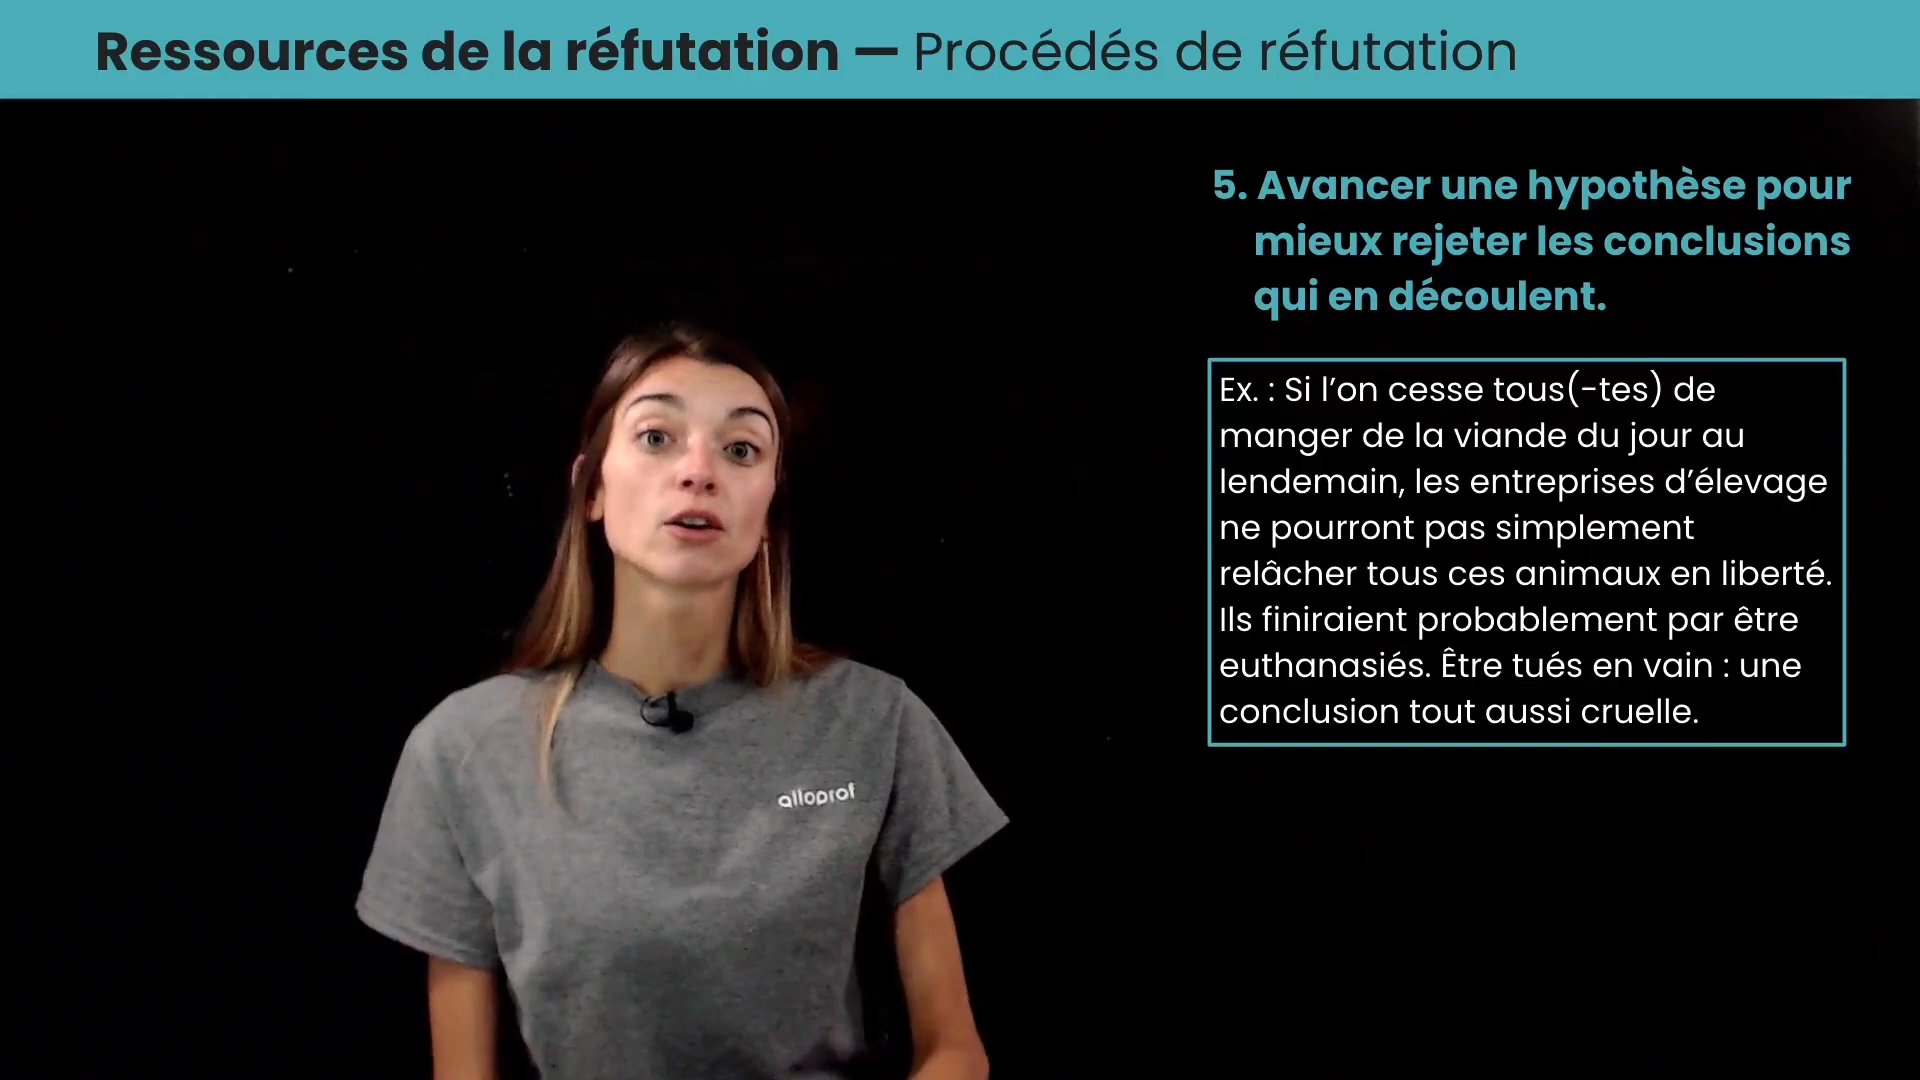 Ressources de la réfutation — Procédés de réfutation
5. Avancer une hypothèse pour
mieux rejeter les conclusions
qui en découlent.
Ex. : Si l’on cesse tous(-tes) de
manger de la viande du jour au
lendemain, les entreprises d’élevage
ne pourront pas simplement
relâcher tous ces animaux en liberté.
Ils finiraient probablement par être
euthanasiés. Être tués en vain : une
conclusion tout aussi cruelle.
alloprof